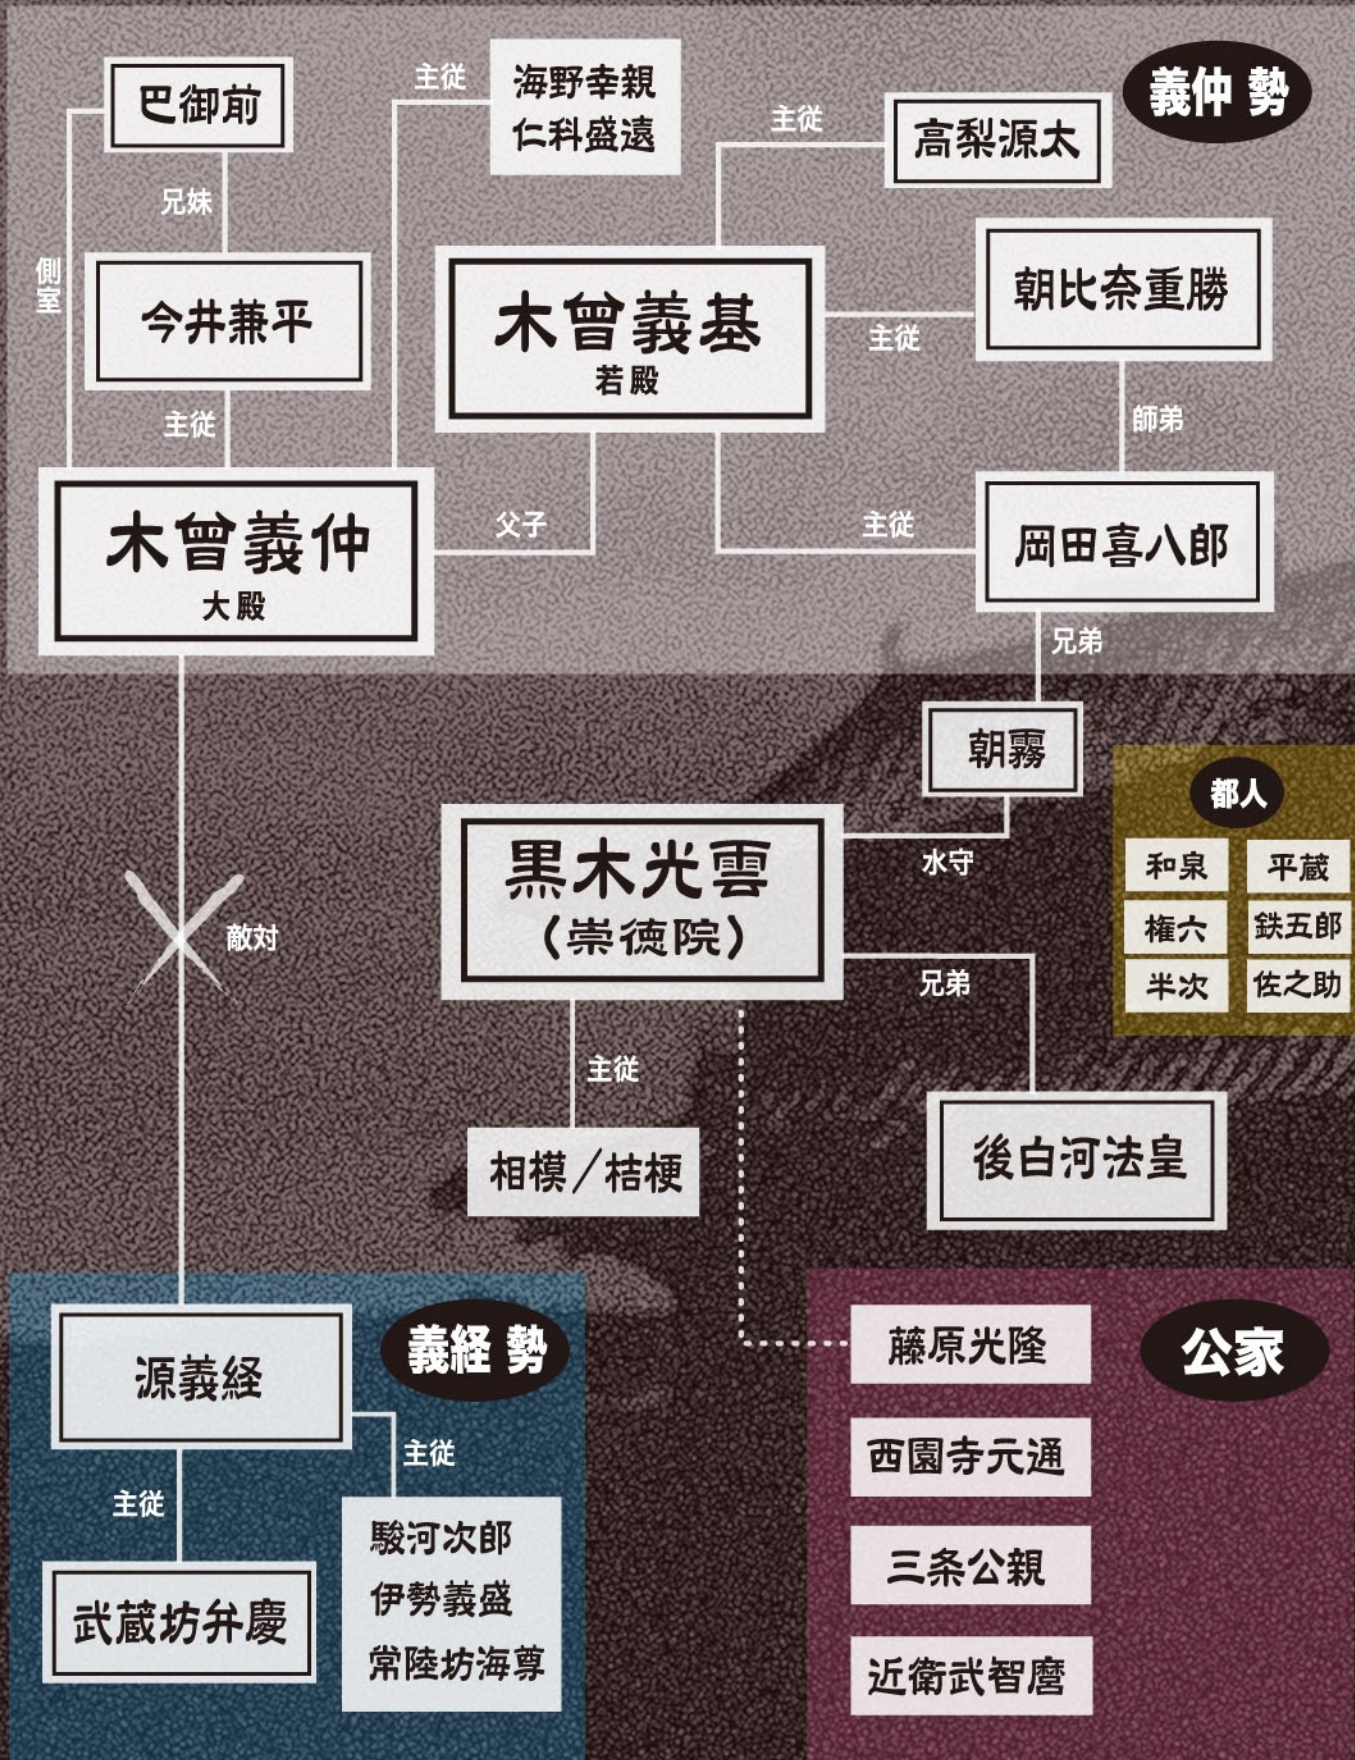 義仲 勢
巴御前
主従
海野幸親
仁科盛遠
主従
高梨源太
兄妹
側室
今井兼平
木曾義基
若殿
主従
朝比奈重勝
主従
師弟
木曾義仲
大殿
父子
主従
岡田喜八郎
兄弟
朝霧
水守
黒木光雲
(崇徳院)
敵対
兄弟
主従
相模/桔梗
後白河法皇
都人
和泉
平蔵
権六
鉄五郎
半次
佐之助
義経 勢
源義経
主従
主従
武蔵坊弁慶
駿河次郎
伊勢義盛
常陸坊海尊
公家
藤原光隆
西園寺元通
三条公親
近衛武智麿